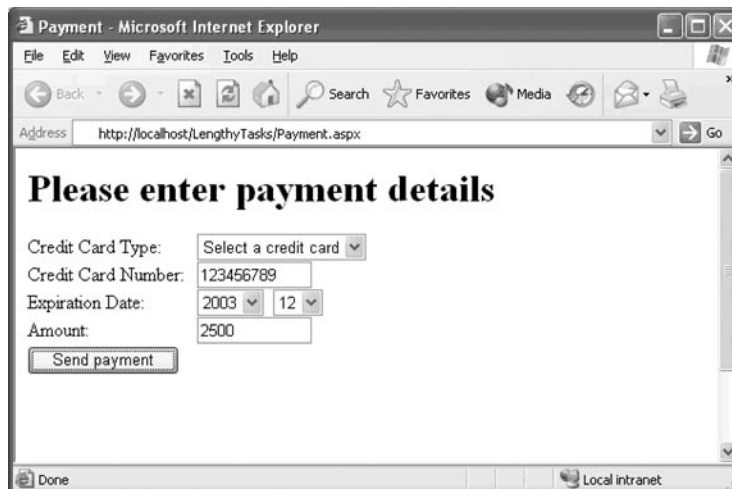 Payment - Microsoft Internet Explorer
File Edit View Favorites Tools Help
Back Search Favorites Media
Address http://localhost/LengthyTasks/Payment.aspx Go
Please enter payment details
Credit Card Type: Select a credit card
Credit Card Number: 123456789
Expiration Date: 2003 12
Amount: 2500
Send payment
Done Local intranet